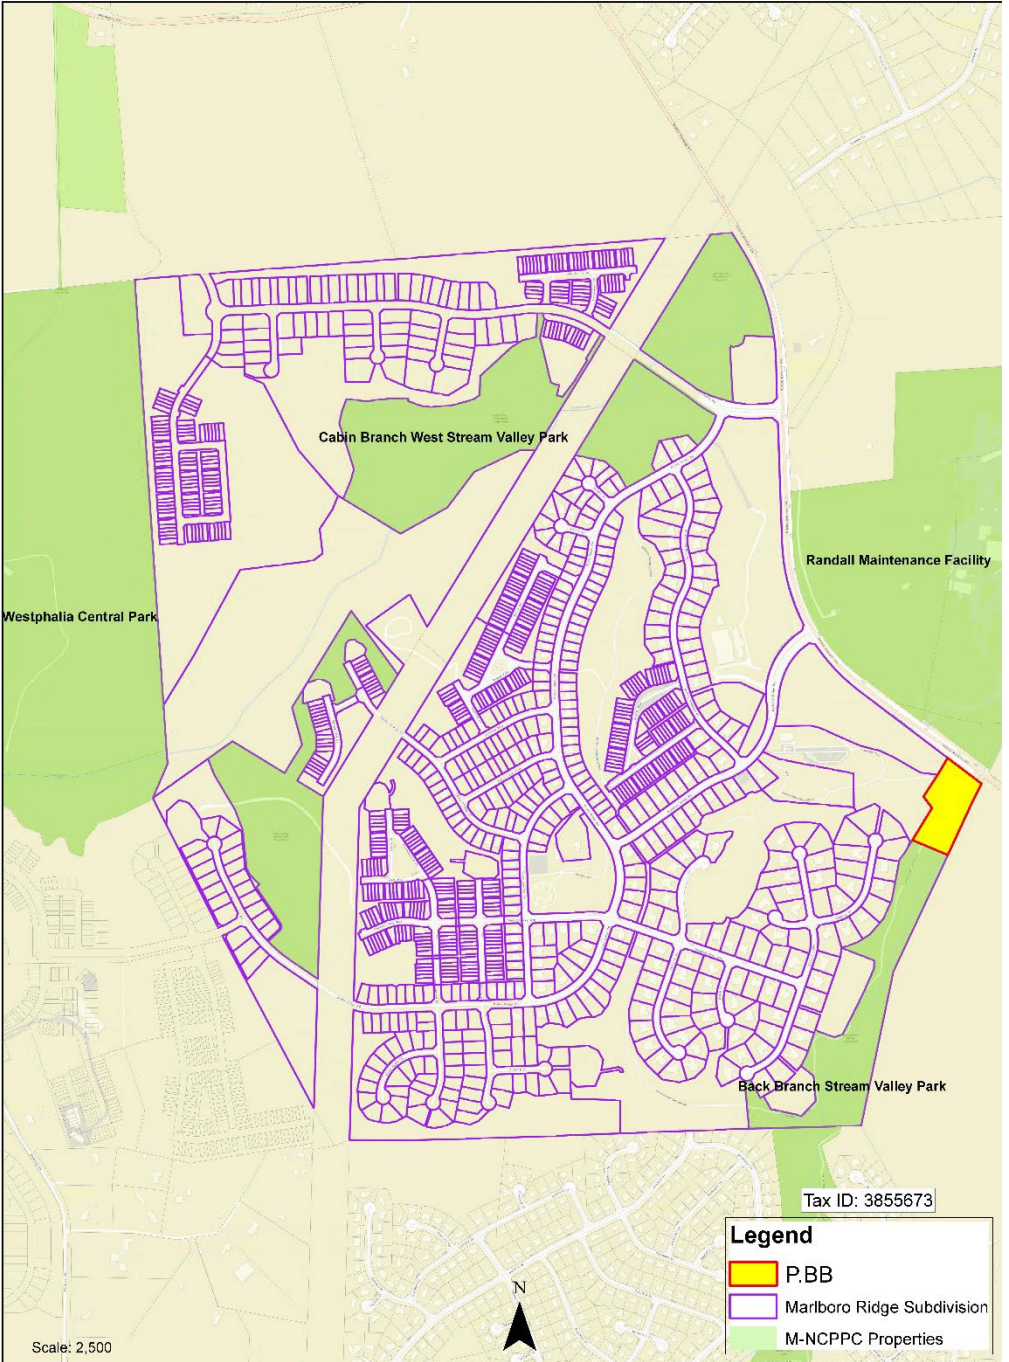 Cabin Branch West Stream Valley Park
Randall Maintenance Facility
Westphalia Central Park
Back Branch Stream Valley Park
Tax ID: 3855673
Legend
P.BB
Marlboro Ridge Subdivision
M-NCPPC Properties
N
Scale: 2,500